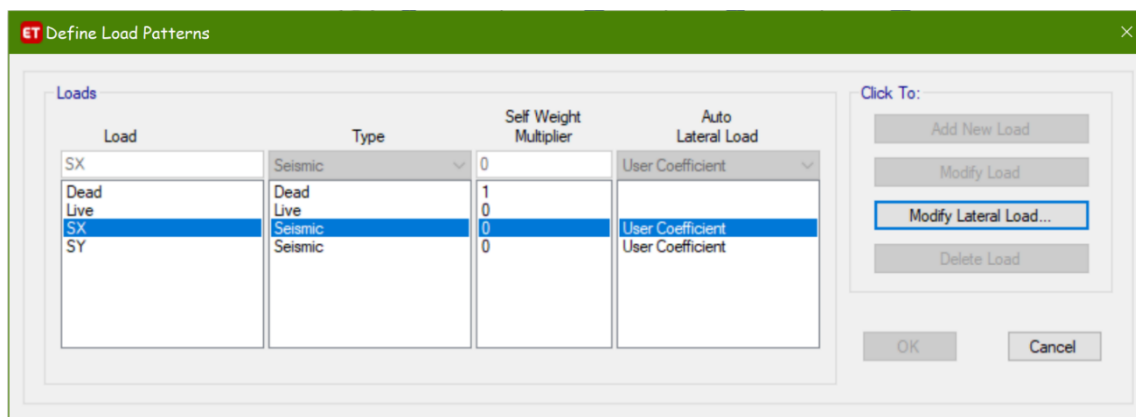 ET Define Load Patterns
Loads
Click To:
Load Type Self Weight Multiplier Auto Lateral Load
SX Seismic 0 User Coefficient
Dead Dead 1
Live Live 0
SX Seismic 0 User Coefficient
SY Seismic 0 User Coefficient
Add New Load
Modify Load
Modify Lateral Load...
Delete Load
OK Cancel